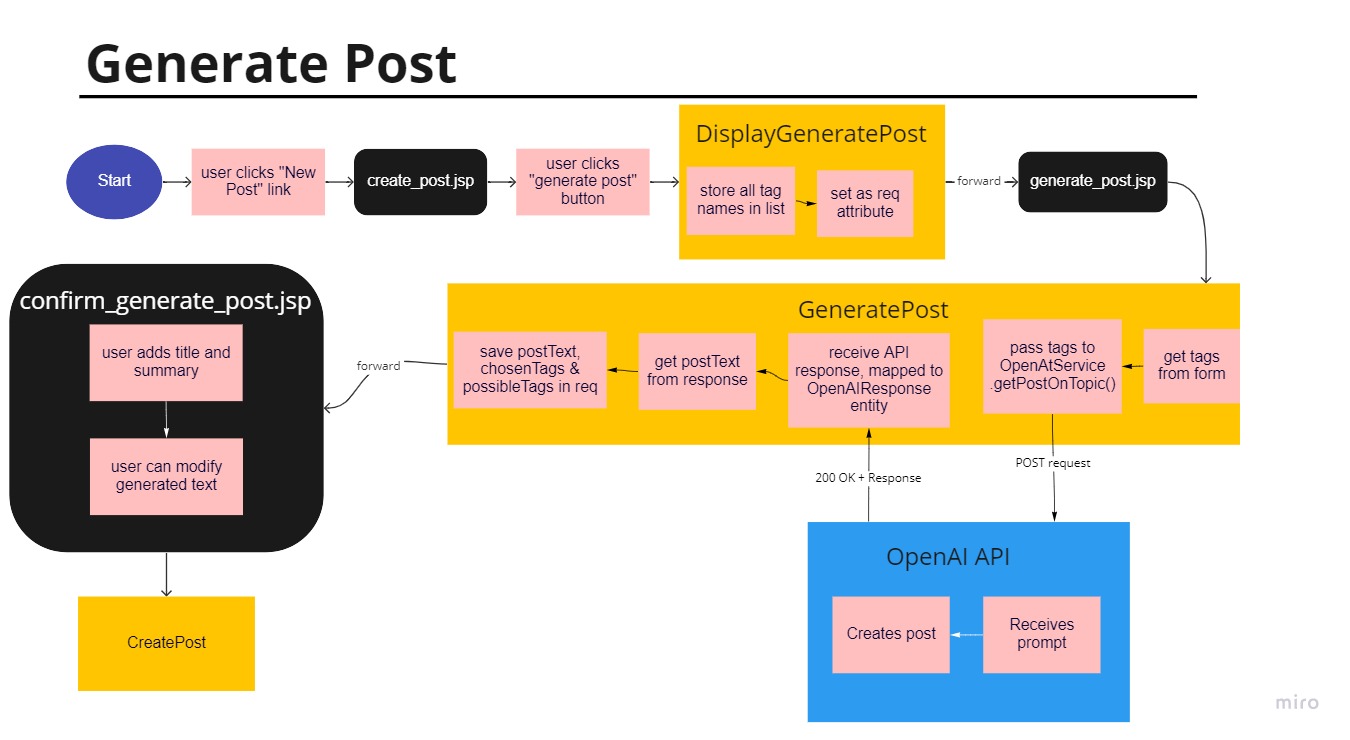 Generate Post
Start
user clicks "New
Post" link
create_post.jsp
user clicks
"generate post"
button
DisplayGeneratePost
store all tag
names in list
set as req
attribute
forward
generate_post.jsp
GeneratePost
get tags
from form
pass tags to
OpenAtService
.getPostOnTopic()
POST request
OpenAI API
Receives
prompt
Creates post
200 OK + Response
receive API
response, mapped to
OpenAIResponse
entity
get postText
from response
save postText,
chosenTags &
possibleTags in req
forward
confirm_generate_post.jsp
user adds title and
summary
user can modify
generated text
CreatePost
miro